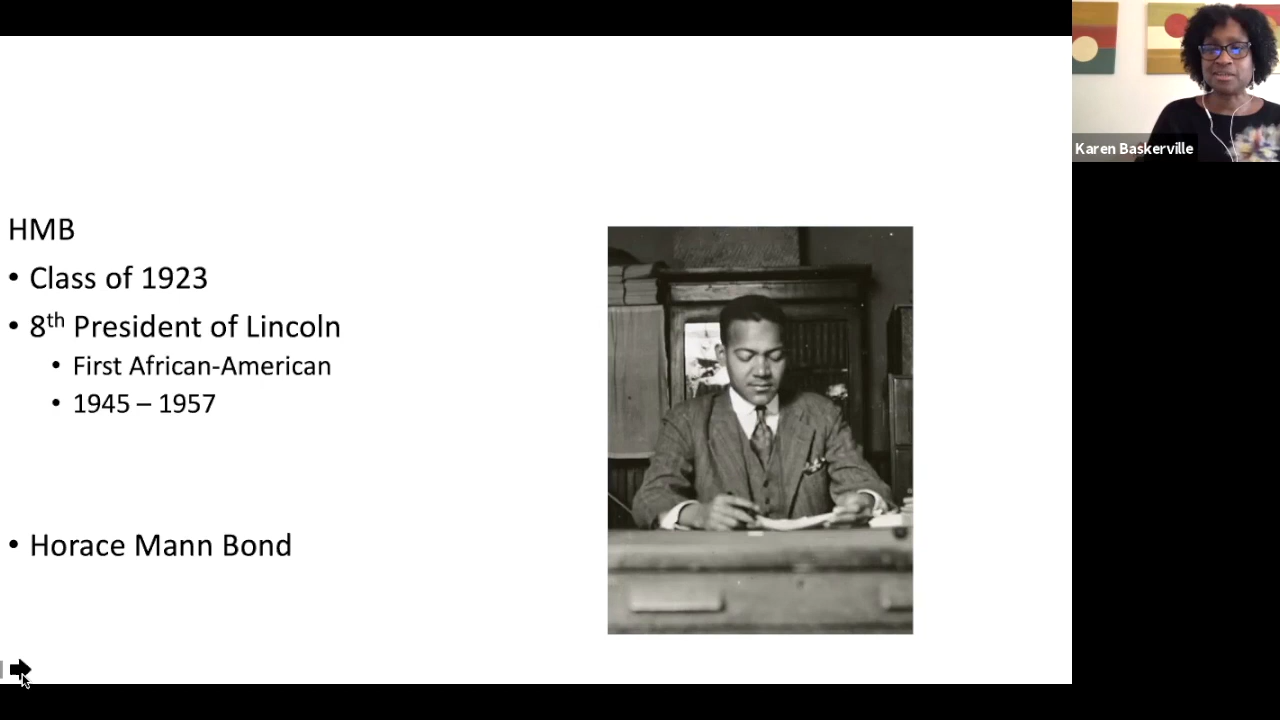 HMB
• Class of 1923
• 8th President of Lincoln
• First African-American
• 1945 – 1957
• Horace Mann Bond
Karen Baskerville